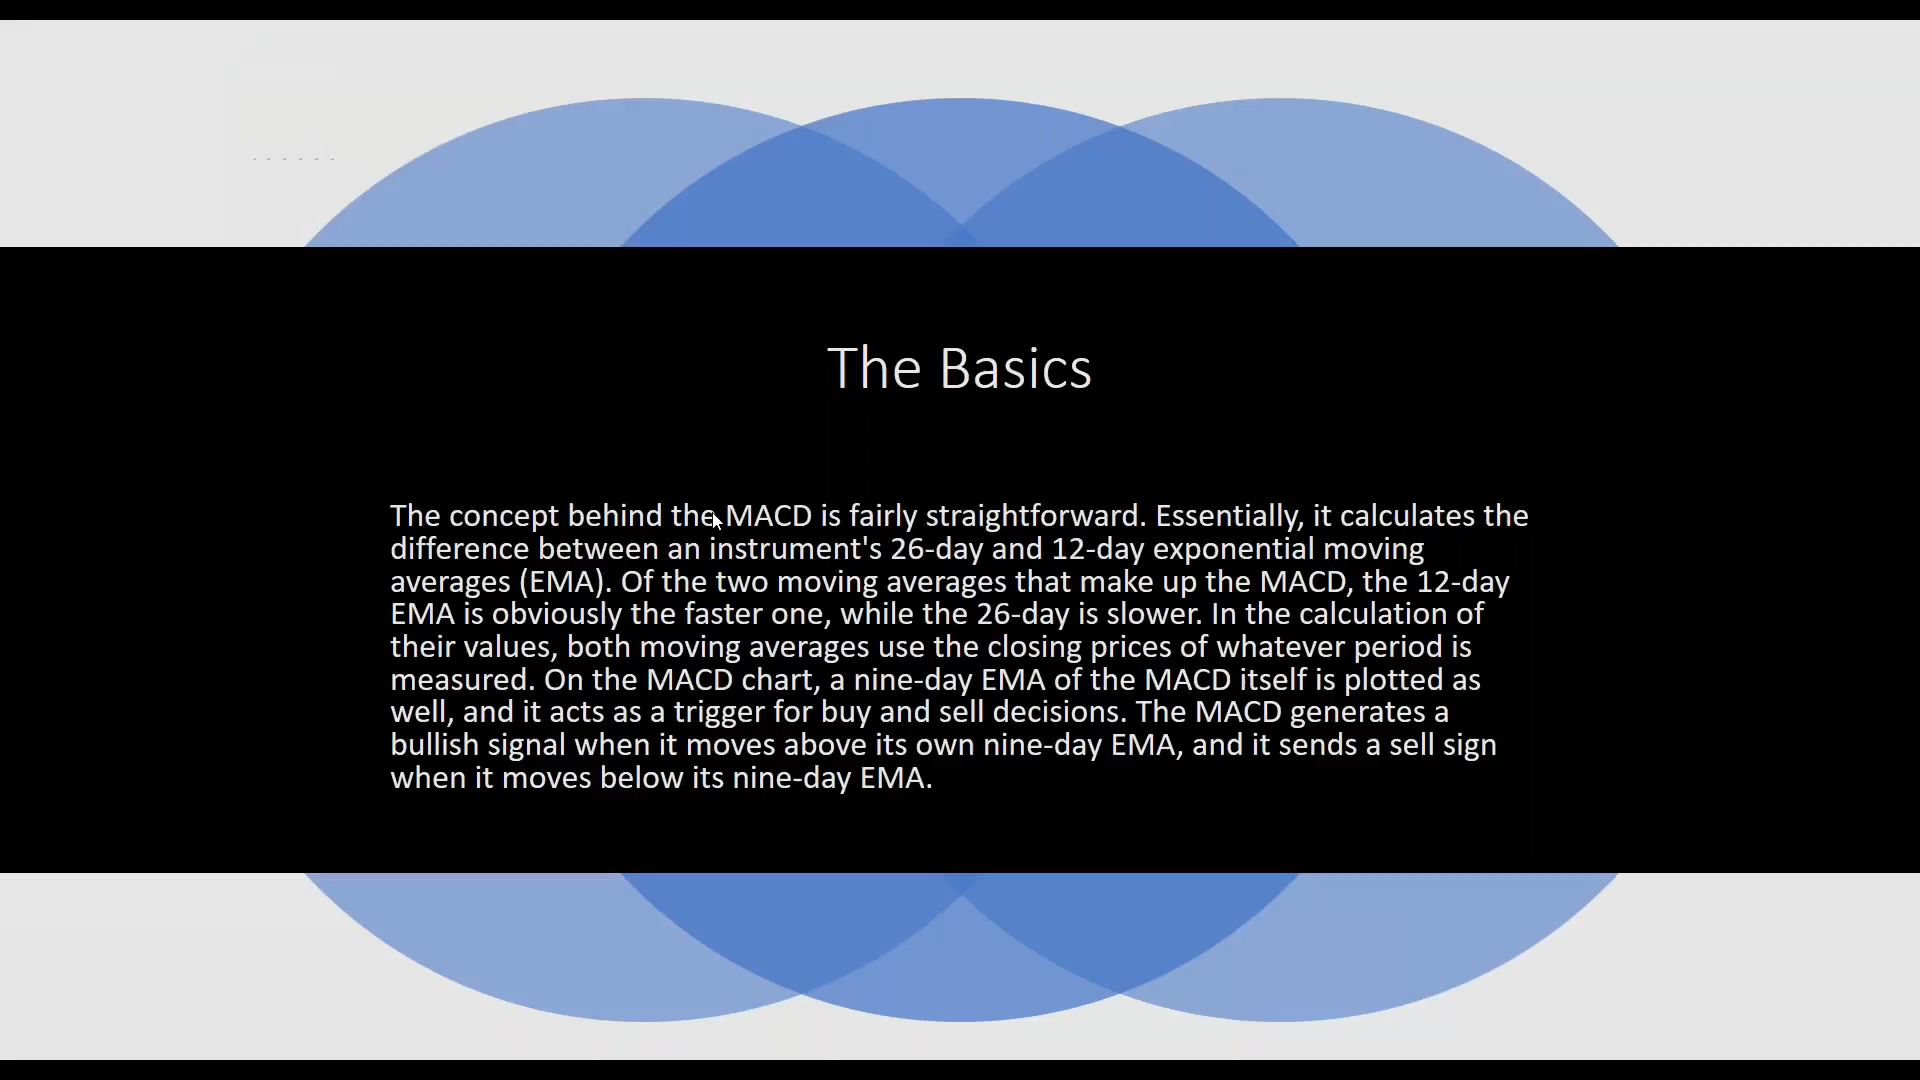 The Basics
The concept behind the MACD is fairly straightforward. Essentially, it calculates the
difference between an instrument's 26-day and 12-day exponential moving
averages (EMA). Of the two moving averages that make up the MACD, the 12-day
EMA is obviously the faster one, while the 26-day is slower. In the calculation of
their values, both moving averages use the closing prices of whatever period is
measured. On the MACD chart, a nine-day EMA of the MACD itself is plotted as
well, and it acts as a trigger for buy and sell decisions. The MACD generates a
bullish signal when it moves above its own nine-day EMA, and it sends a sell sign
when it moves below its nine-day EMA.